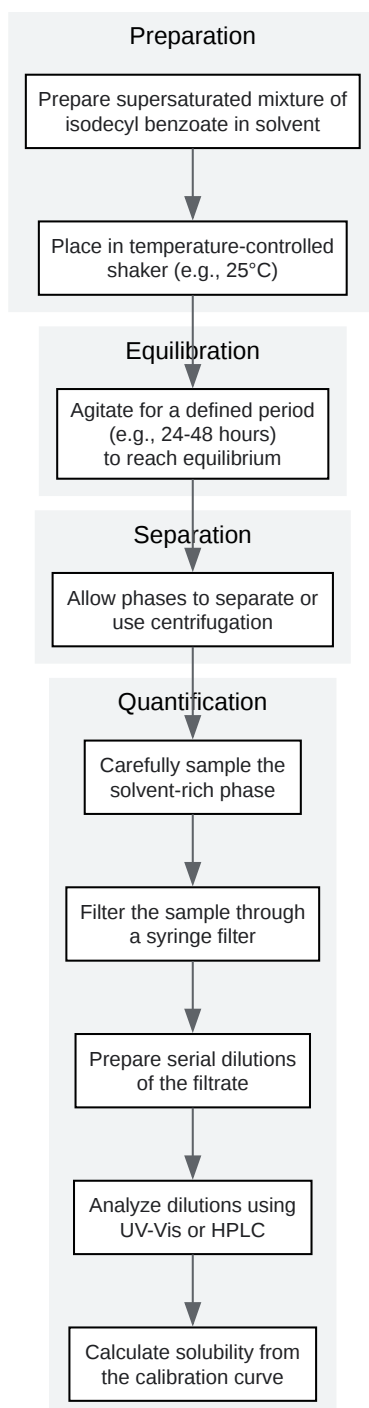 Preparation
Prepare supersaturated mixture of
isodecyl benzoate in solvent
Place in temperature-controlled
shaker (e.g., 25°C)
Equilibration
Agitate for a defined period
(e.g., 24-48 hours)
to reach equilibrium
Separation
Allow phases to separate or
use centrifugation
Quantification
Carefully sample the
solvent-rich phase
Filter the sample through
a syringe filter
Prepare serial dilutions
of the filtrate
Analyze dilutions using
UV-Vis or HPLC
Calculate solubility from
the calibration curve